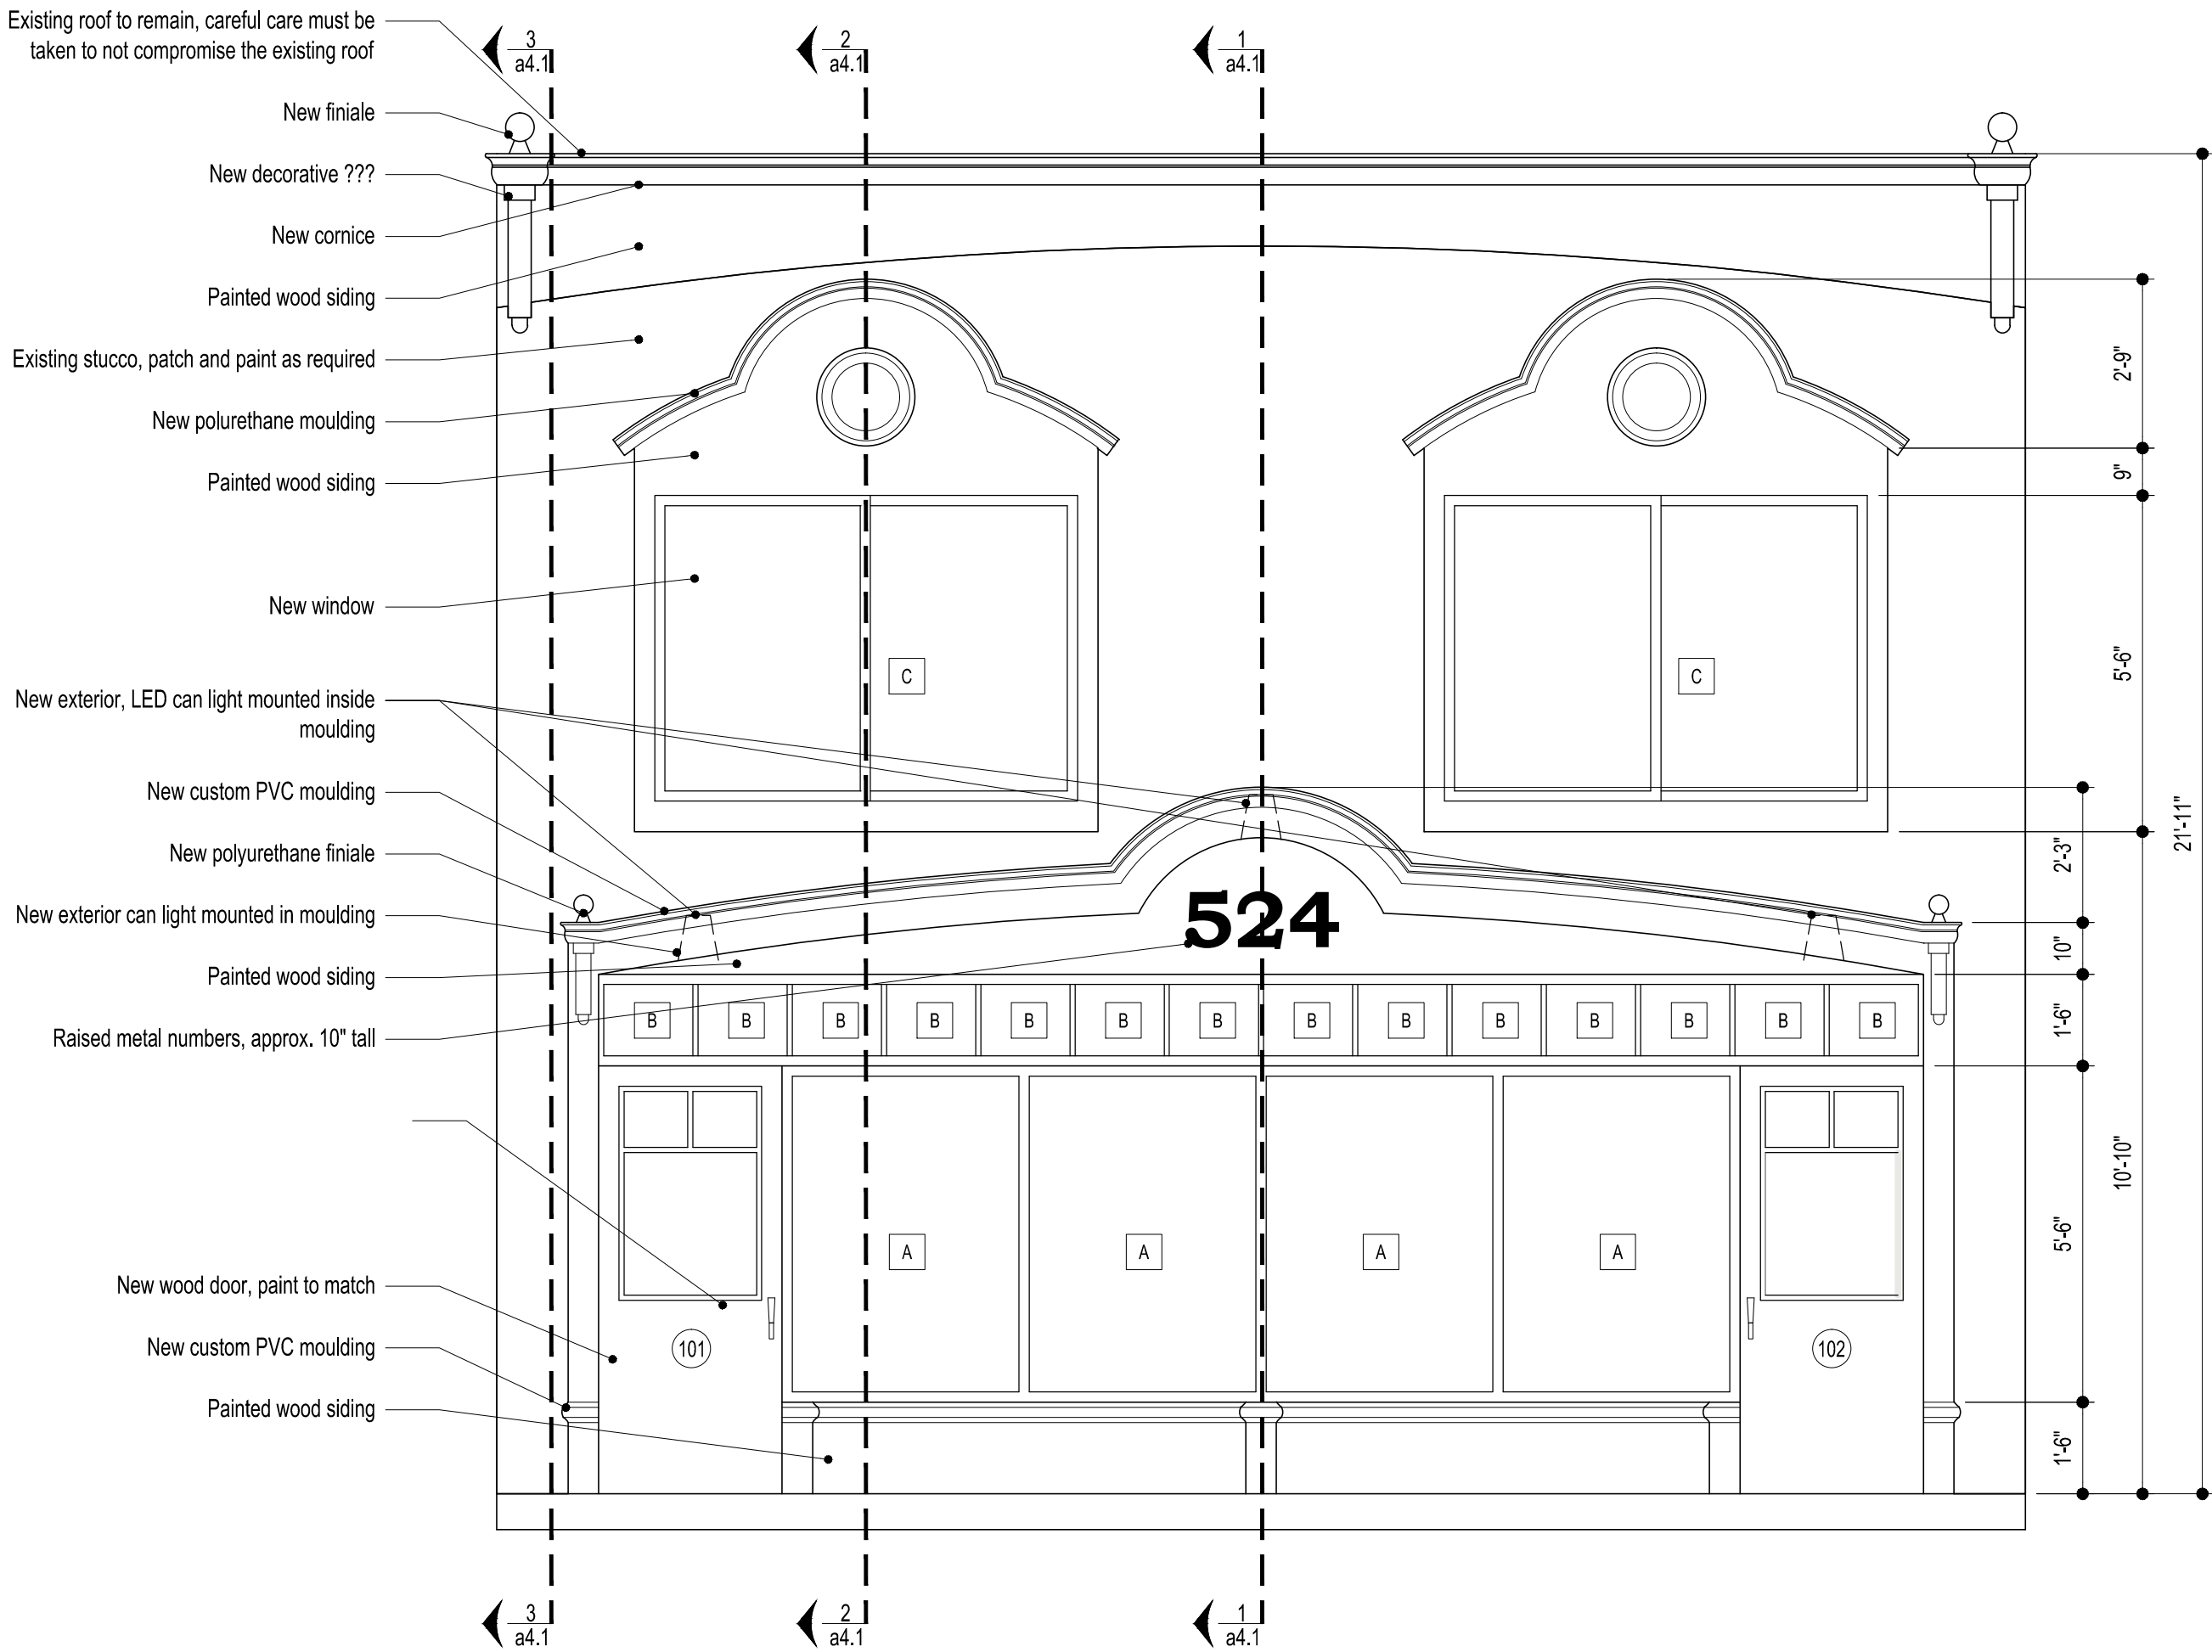 Existing roof to remain, careful care must be
taken to not compromise the existing roof
3
a4.1
2
a4.1
1
a4.1
New finiale
New decorative ???
New cornice
Painted wood siding
Existing stucco, patch and paint as required
New polurethane moulding
Painted wood siding
New window
New exterior, LED can light mounted inside
moulding
New custom PVC moulding
New polyurethane finiale
New exterior can light mounted in moulding
Painted wood siding
Raised metal numbers, approx. 10" tall
New wood door, paint to match
New custom PVC moulding
Painted wood siding
C
C
524
B B B B B B B B B B B B B B
A A A A
101
102
2'-9"
9"
5'-6"
10'-10"
2'-3"
10"
1'-6"
5'-6"
1'-6"
21'-11"
3
a4.1
2
a4.1
1
a4.1